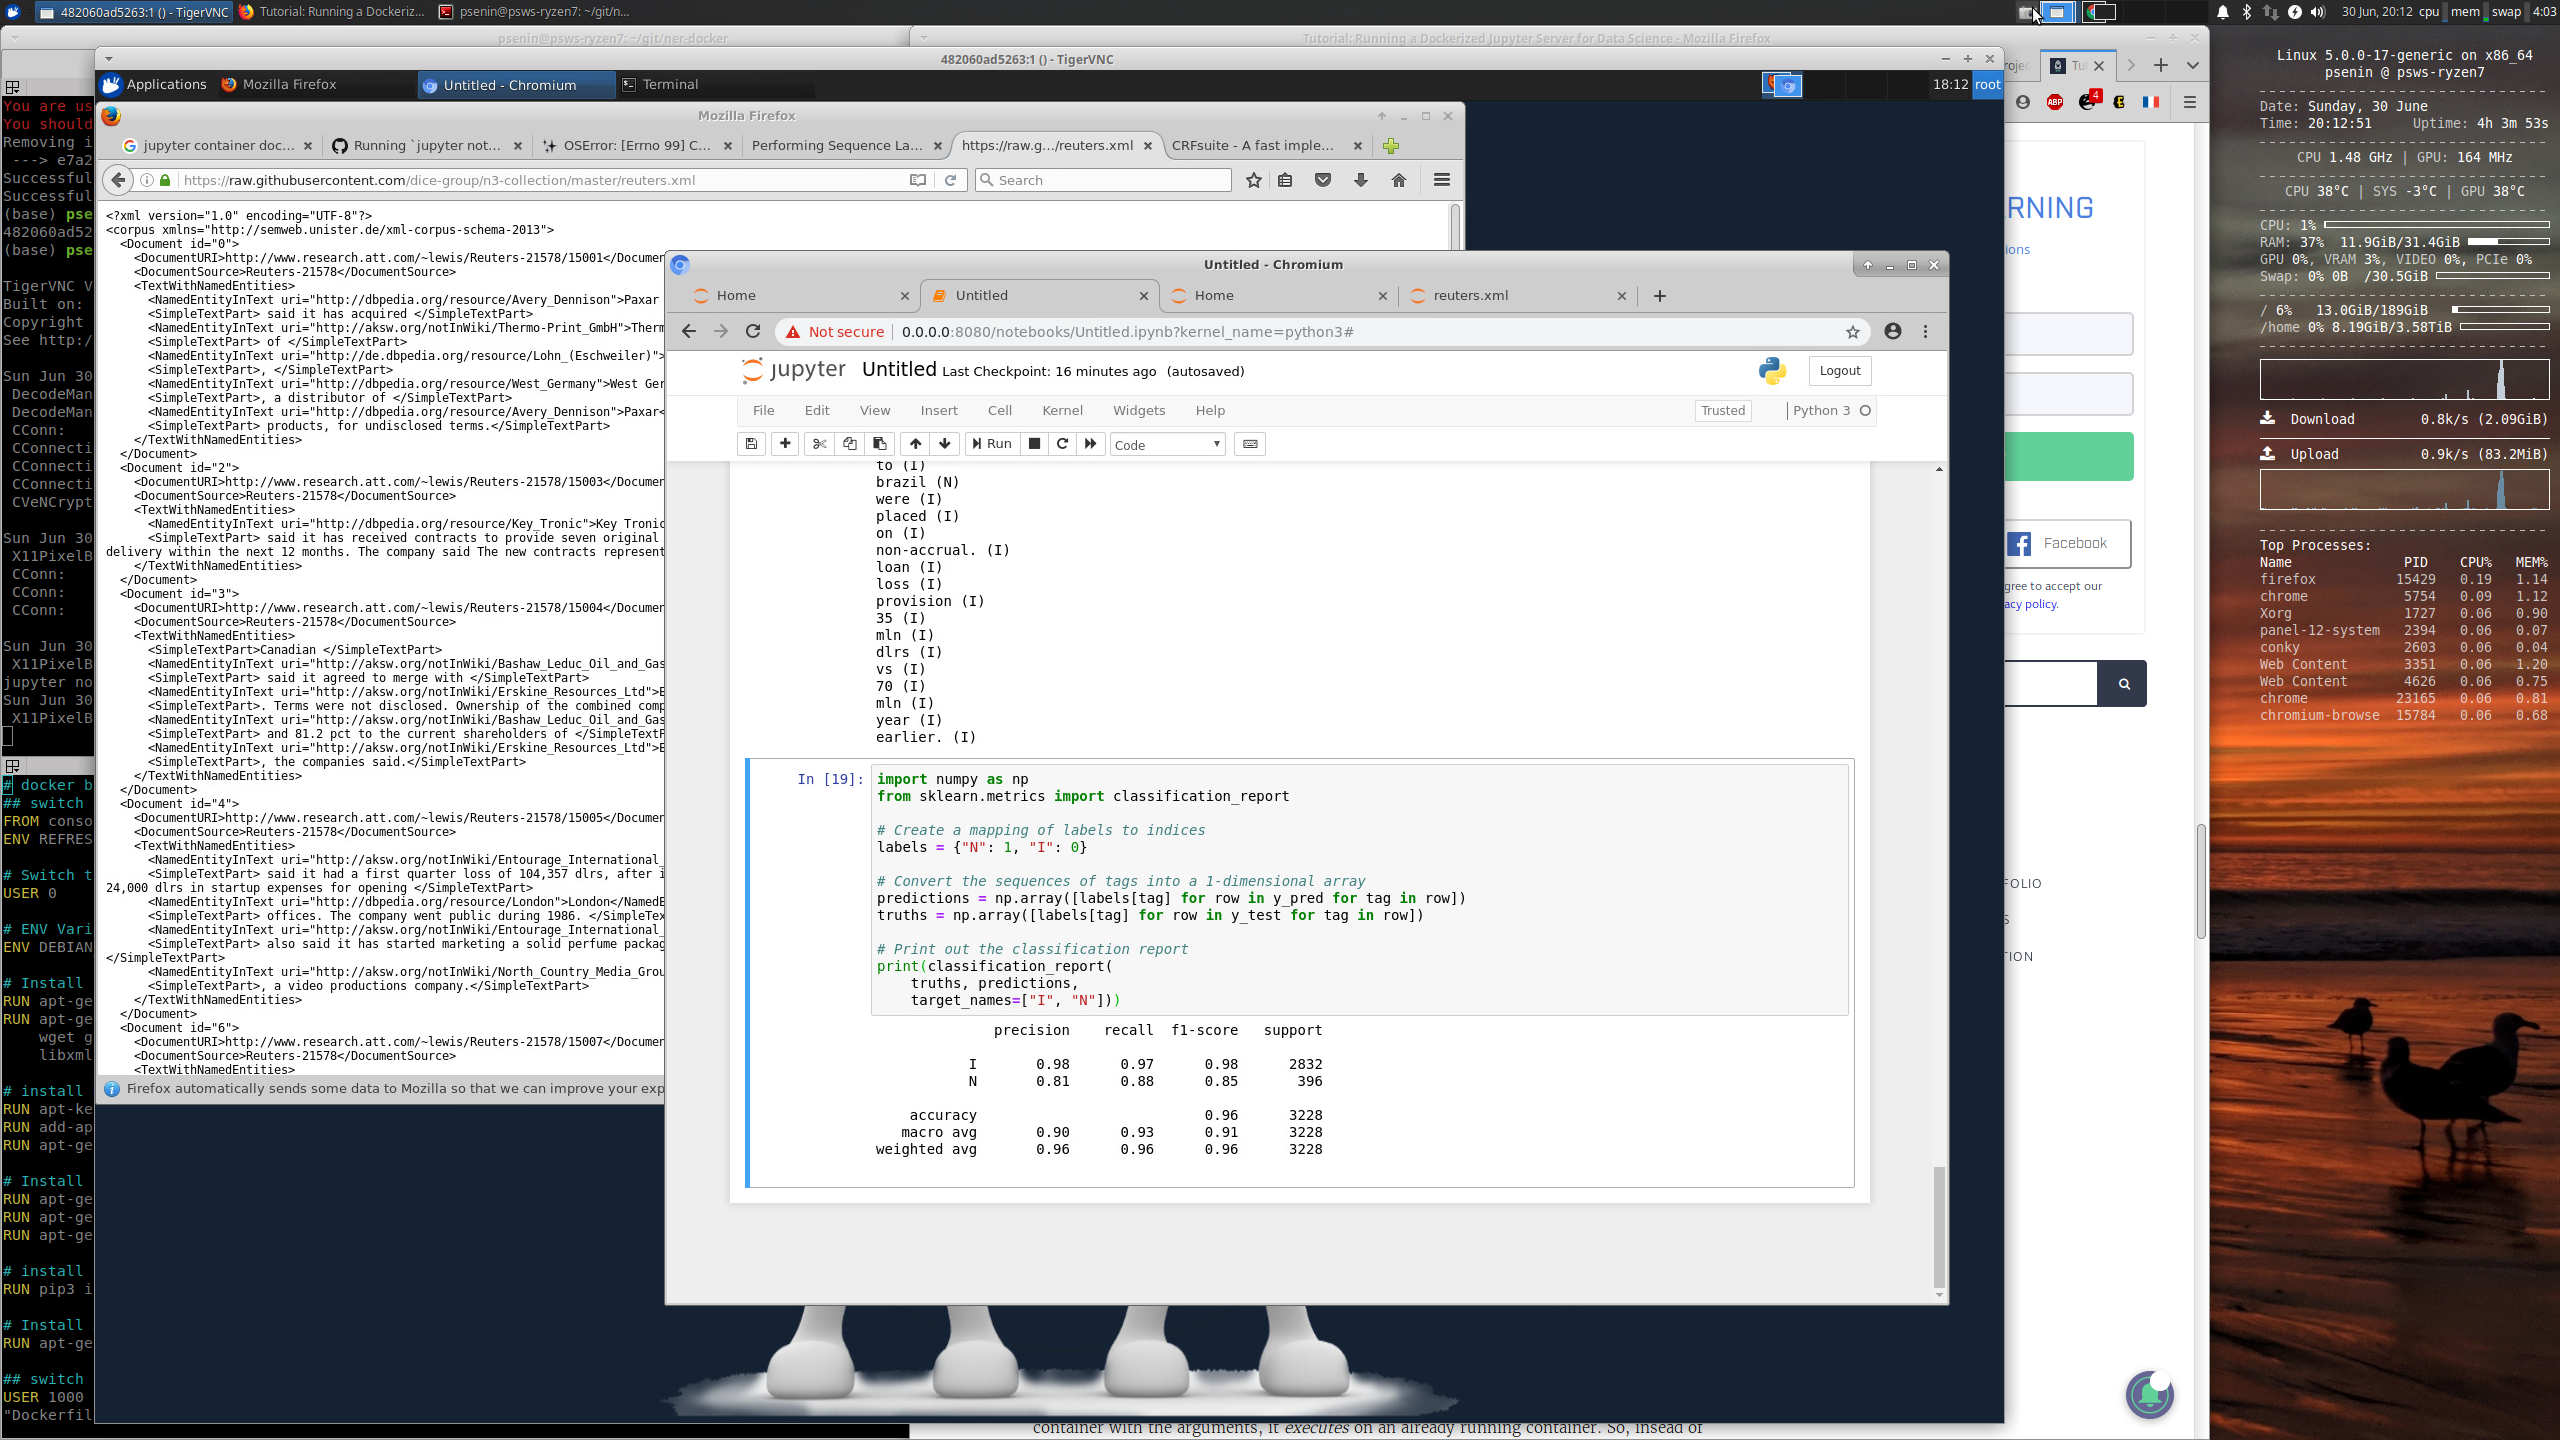 482060ad5263:1 () - TigerVNC
Tutorial: Running a Dockeriz...
psenin@psws-ryzen7: ~/git/n...
30 Jun, 20:12 cpu mem swap 4:03
psenin@psws-ryzen7: ~/git/ner-docker
Tutorial: Running a Dockerized Jupyter Server for Data Science - Mozilla Firefox
482060ad5263:1 () - TigerVNC
Applications
Mozilla Firefox
Untitled - Chromium
Terminal
18:12 root
Mozilla Firefox
jupyter container doc...
Running `jupyter not...
OSError: [Errno 99] C...
Performing Sequence La...
https://raw.g.../reuters.xml
CRFsuite - A fast imple...
https://raw.githubusercontent.com/dice-group/n3-collection/master/reuters.xml
Search
<?xml version="1.0" encoding="UTF-8"?>
<corpus xmlns="http://semweb.unister.de/xml-corpus-schema-2013">
<Document id="0">
<DocumentURI>http://www.research.att.com/~lewis/Reuters-21578/15001</Documen
<DocumentSource>Reuters-21578</DocumentSource>
<TextWithNamedEntities>
<NamedEntityInText uri="http://dbpedia.org/resource/Avery_Dennison">Paxar
<SimpleTextPart> said it has acquired </SimpleTextPart>
<NamedEntityInText uri="http://aksw.org/notInWiki/Thermo-Print_GmbH">Therm
<SimpleTextPart> of </SimpleTextPart>
<NamedEntityInText uri="http://de.dbpedia.org/resource/Lohn_(Eschweiler)">
<SimpleTextPart>, </SimpleTextPart>
<NamedEntityInText uri="http://dbpedia.org/resource/West_Germany">West Ger
<SimpleTextPart>, a distributor of </SimpleTextPart>
<NamedEntityInText uri="http://dbpedia.org/resource/Avery_Dennison">Paxar<
<SimpleTextPart> products, for undisclosed terms.</SimpleTextPart>
</TextWithNamedEntities>
</Document>
<Document id="2">
<DocumentURI>http://www.research.att.com/~lewis/Reuters-21578/15003</Documen
<DocumentSource>Reuters-21578</DocumentSource>
<TextWithNamedEntities>
<NamedEntityInText uri="http://dbpedia.org/resource/Key_Tronic">Key Tronic
<SimpleTextPart> said it has received contracts to provide seven original
delivery within the next 12 months. The company said The new contracts represent
</TextWithNamedEntities>
</Document>
<Document id="3">
<DocumentURI>http://www.research.att.com/~lewis/Reuters-21578/15004</Documen
<DocumentSource>Reuters-21578</DocumentSource>
<TextWithNamedEntities>
<SimpleTextPart>Canadian </SimpleTextPart>
<NamedEntityInText uri="http://aksw.org/notInWiki/Bashaw_Leduc_Oil_and_Gas
<SimpleTextPart> said it agreed to merge with </SimpleTextPart>
<NamedEntityInText uri="http://aksw.org/notInWiki/Erskine_Resources_Ltd">E
<SimpleTextPart>. Terms were not disclosed. Ownership of the combined comp
<NamedEntityInText uri="http://aksw.org/notInWiki/Bashaw_Leduc_Oil_and_Gas
<SimpleTextPart> and 81.2 pct to the current shareholders of </SimpleTextP
<NamedEntityInText uri="http://aksw.org/notInWiki/Erskine_Resources_Ltd">E
<SimpleTextPart>, the companies said.</SimpleTextPart>
</TextWithNamedEntities>
</Document>
<Document id="4">
<DocumentURI>http://www.research.att.com/~lewis/Reuters-21578/15005</Documen
<DocumentSource>Reuters-21578</DocumentSource>
<TextWithNamedEntities>
<NamedEntityInText uri="http://aksw.org/notInWiki/Entourage_International_
<SimpleTextPart> said it had a first quarter loss of 104,357 dlrs, after i
24,000 dlrs in startup expenses for opening </SimpleTextPart>
<NamedEntityInText uri="http://dbpedia.org/resource/London">London</NamedE
<SimpleTextPart> offices. The company went public during 1986. </SimpleTex
<NamedEntityInText uri="http://aksw.org/notInWiki/Entourage_International_
<SimpleTextPart> also said it has started marketing a solid perfume packag
</SimpleTextPart>
<NamedEntityInText uri="http://aksw.org/notInWiki/North_Country_Media_Grou
<SimpleTextPart>, a video productions company.</SimpleTextPart>
</TextWithNamedEntities>
</Document>
<Document id="6">
<DocumentURI>http://www.research.att.com/~lewis/Reuters-21578/15007</Documen
<DocumentSource>Reuters-21578</DocumentSource>
<TextWithNamedEntities>
Firefox automatically sends some data to Mozilla so that we can improve your exp
Untitled - Chromium
Home
Untitled
Home
reuters.xml
Not secure
0.0.0.0:8080/notebooks/Untitled.ipynb?kernel_name=python3#
jupyter Untitled Last Checkpoint: 16 minutes ago (autosaved)
Logout
File Edit View Insert Cell Kernel Widgets Help
Trusted
Python 3
Run
Code
to (I)
brazil (N)
were (I)
placed (I)
on (I)
non-accrual. (I)
loan (I)
loss (I)
provision (I)
35 (I)
mln (I)
dlrs (I)
vs (I)
70 (I)
mln (I)
year (I)
earlier. (I)
In [19]:
import numpy as np
from sklearn.metrics import classification_report
# Create a mapping of labels to indices
labels = {"N": 1, "I": 0}
# Convert the sequences of tags into a 1-dimensional array
predictions = np.array([labels[tag] for row in y_pred for tag in row])
truths = np.array([labels[tag] for row in y_test for tag in row])
# Print out the classification report
print(classification_report(
truths, predictions,
target_names=["I", "N"]))
precision recall f1-score support
I 0.98 0.97 0.98 2832
N 0.81 0.88 0.85 396
accuracy 0.96 3228
macro avg 0.90 0.93 0.91 3228
weighted avg 0.96 0.96 0.96 3228
You are us
You should
Removing i
---> e7a2
Successful
Successful
(base) pse
482060ad52
(base) pse
TigerVNC V
Built on:
Copyright
See http:/
Sun Jun 30
DecodeMan
DecodeMan
CConn:
CConnecti
CConnecti
CConnecti
CVeNCrypt
Sun Jun 30
X11PixelB
CConn:
CConn:
CConn:
Sun Jun 30
X11PixelB
jupyter no
Sun Jun 30
X11PixelB
# docker b
## switch
FROM conso
ENV REFRES
# Switch t
USER 0
# ENV Vari
ENV DEBIAN
# Install
RUN apt-ge
RUN apt-ge
wget g
libxml
# install
RUN apt-ke
RUN add-ap
RUN apt-ge
# Install
RUN apt-ge
RUN apt-ge
RUN apt-ge
# install
RUN pip3 i
# Install
RUN apt-ge
## switch
USER 1000
"Dockerfil
rojec
Tu
ABP
4
RNING
ions
Facebook
gree to accept our
acy policy.
FOLIO
S
TION
container with the arguments, it executes on an already running container. So, insead of
Linux 5.0.0-17-generic on x86_64
psenin @ psws-ryzen7
Date: Sunday, 30 June
Time: 20:12:51 Uptime: 4h 3m 53s
CPU 1.48 GHz | GPU: 164 MHz
CPU 38°C | SYS -3°C | GPU 38°C
CPU: 1%
RAM: 37% 11.9GiB/31.4GiB
GPU 0%, VRAM 3%, VIDEO 0%, PCIe 0%
Swap: 0% 0B /30.5GiB
/ 6% 13.0GiB/189GiB
/home 0% 8.19GiB/3.58TiB
Download 0.8k/s (2.09GiB)
Upload 0.9k/s (83.2MiB)
Top Processes:
Name PID CPU% MEM%
firefox 15429 0.19 1.14
chrome 5754 0.09 1.12
Xorg 1727 0.06 0.90
panel-12-system 2394 0.06 0.07
conky 2603 0.06 0.04
Web Content 3351 0.06 1.20
Web Content 4626 0.06 0.75
chrome 23165 0.06 0.81
chromium-browse 15784 0.06 0.68